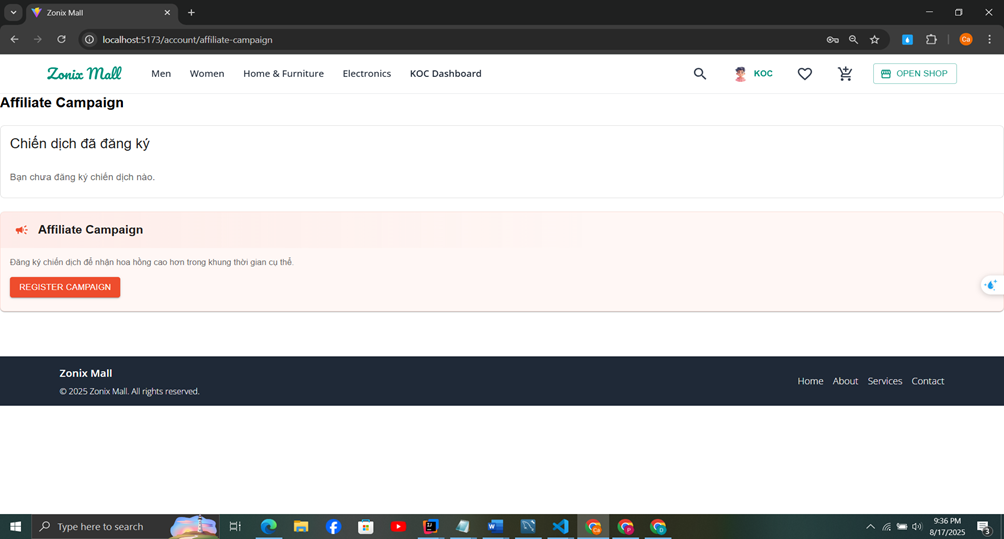 Zonix Mall
localhost:5173/account/affiliate-campaign
Ca
Zonix Mall
Men
Women
Home & Furniture
Electronics
KOC Dashboard
KOC
OPEN SHOP
Affiliate Campaign
Chiến dịch đã đăng ký
Bạn chưa đăng ký chiến dịch nào.
Affiliate Campaign
Đăng ký chiến dịch để nhận hoa hồng cao hơn trong khung thời gian cụ thể.
REGISTER CAMPAIGN
Zonix Mall
© 2025 Zonix Mall. All rights reserved.
Home
About
Services
Contact
Type here to search
9:36 PM
8/17/2025
3